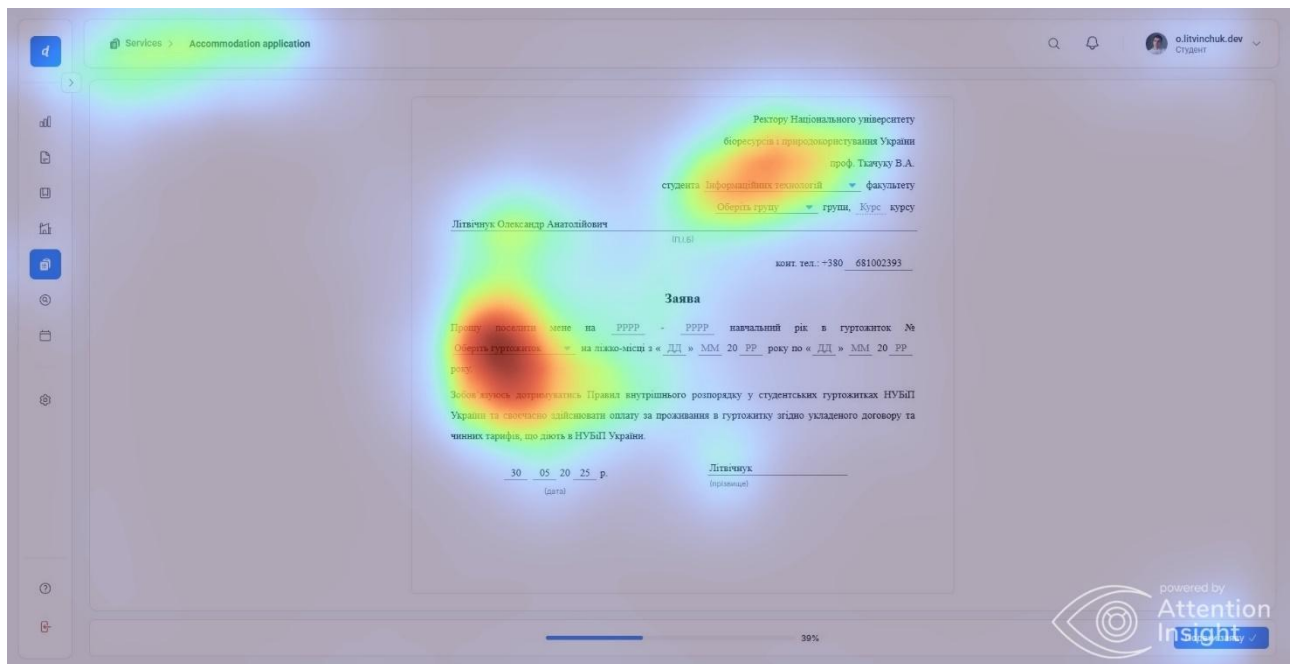 d
Services > Accommodation application
o.litvinchuk.dev
Студент
Ректору Національного університету
біоресурсів і природокористування України
проф. Ткачуку В.А.
студента Інформаційних технологій факультету
Оберіть групу групи, Курс курсу
Літвінчук Олександр Анатолійович
(П.І.Б)
конт. тел.: +380 681002393
Заява
Прошу поселити мене на РРРР - РРРР навчальний рік в гуртожиток №
Оберіть гуртожиток на ліжко-місці з « ДД » ММ 20 РР року по « ДД » ММ 20 РР
року.
Зобов'язуюсь дотримуватись Правил внутрішнього розпорядку у студентських гуртожитках НУБіП
України та своєчасно здійснювати оплату за проживання в гуртожитку згідно укладеного договору та
чинних тарифів, що діють в НУБіП України.
30 05 20 25 р.
(дата)
Літвінчук
(прізвище)
39%
powered by
Attention
Insight